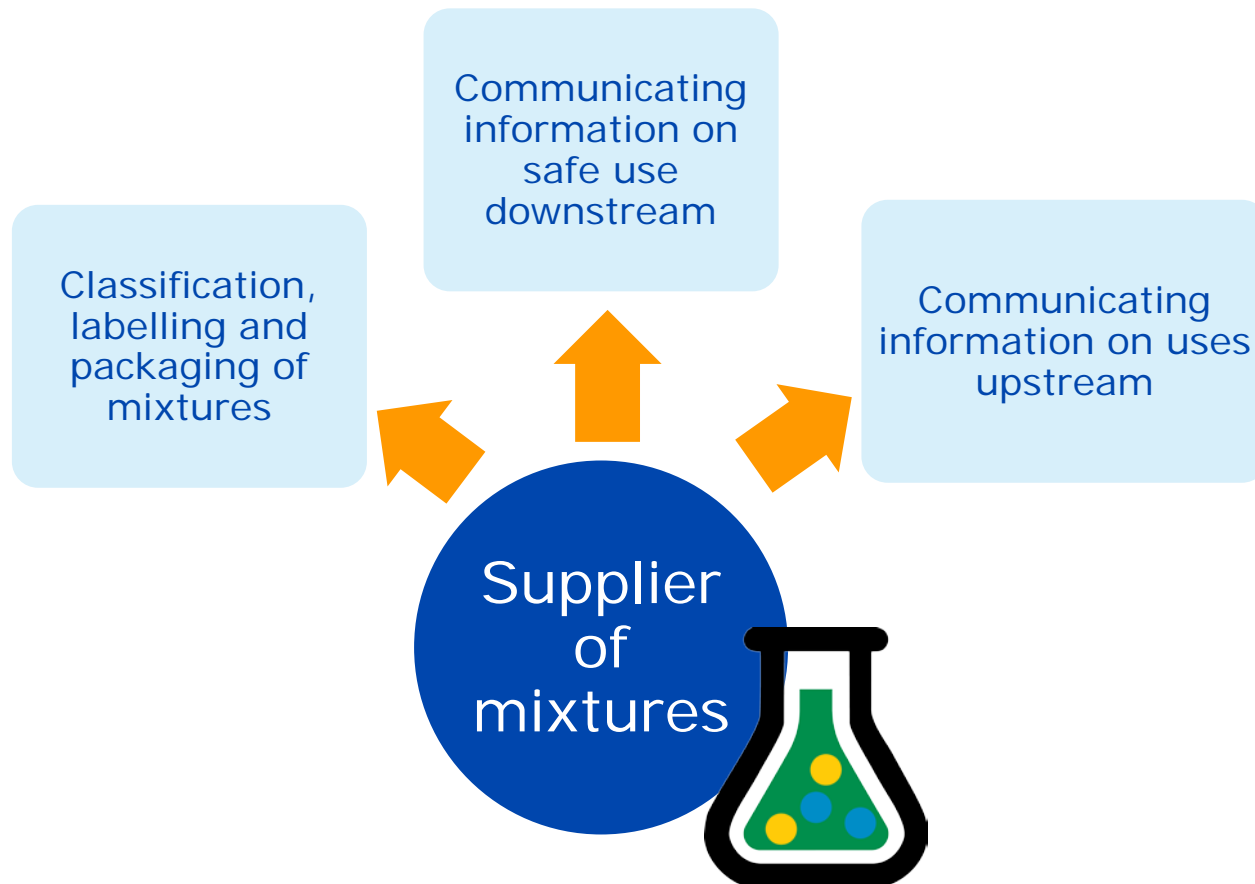 Communicating
information on
safe use
downstream
Classification,
labelling and
packaging of
mixtures
Communicating
information on uses
upstream
Supplier
of
mixtures